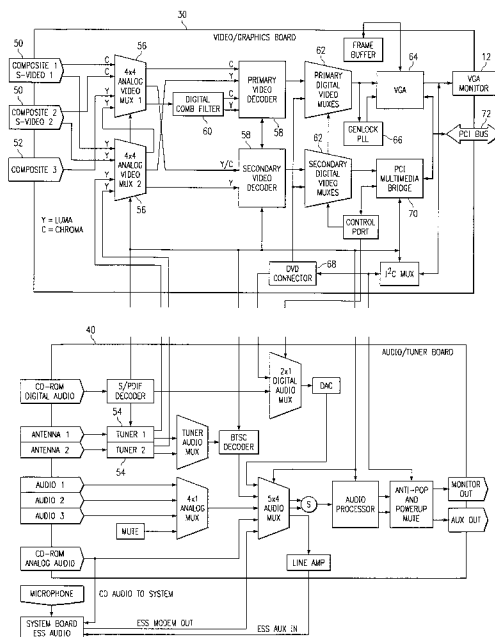 30
VIDEO/GRAPHICS BOARD
50
COMPOSITE 1
S-VIDEO 1
50
COMPOSITE 2
S-VIDEO 2
52
COMPOSITE 3
Y = LUMA
C = CHROMA
C
C
Y
Y
Y
Y
Y
56
4x4
ANALOG
VIDEO
MUX 1
4x4
ANALOG
VIDEO
MUX 2
56
C
Y
DIGITAL
COMB FILTER
60
C
Y
Y/C
Y
PRIMARY
VIDEO
DECODER
58
58
SECONDARY
VIDEO
DECODER
62
PRIMARY
DIGITAL
VIDEO
MUXES
62
SECONDARY
DIGITAL
VIDEO
MUXES
FRAME
BUFFER
64
VGA
GENLOCK
PLL
66
12
VGA
MONITOR
72
PCI BUS
PCI
MULTIMEDIA
BRIDGE
70
CONTROL
PORT
68
DVD
CONNECTOR
I²C MUX
40
AUDIO/TUNER BOARD
CD-ROM
DIGITAL AUDIO
S/PDIF
DECODER
2x1
DIGITAL
AUDIO
MUX
DAC
54
ANTENNA 1
ANTENNA 2
TUNER 1
TUNER 2
54
TUNER
AUDIO
MUX
BTSC
DECODER
AUDIO 1
AUDIO 2
AUDIO 3
4x1
ANALOG
MUX
MUTE
5x4
AUDIO
MUX
S
AUDIO
PROCESSOR
ANTI-POP
AND
POWERUP
MUTE
MONITOR
OUT
AUX OUT
CD-ROM
ANALOG AUDIO
LINE AMP
MICROPHONE
CD AUDIO TO SYSTEM
SYSTEM BOARD
ESS AUDIO
ESS MODEM OUT
ESS AUX IN